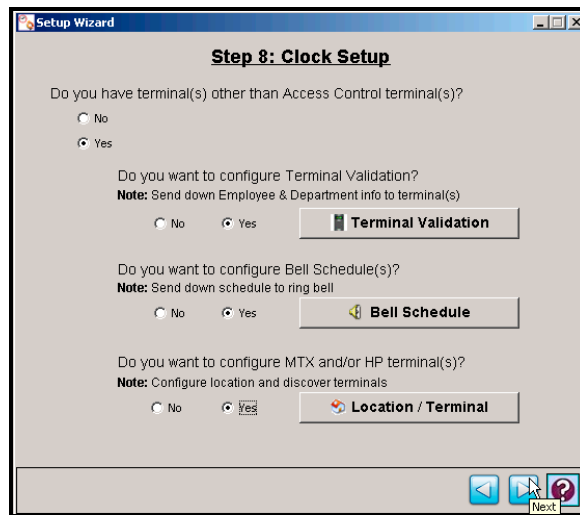 Setup Wizard
Step 8: Clock Setup
Do you have terminal(s) other than Access Control terminal(s)?
No
Yes
Do you want to configure Terminal Validation?
Note: Send down Employee & Department info to terminal(s)
No Yes Terminal Validation
Do you want to configure Bell Schedule(s)?
Note: Send down schedule to ring bell
No Yes Bell Schedule
Do you want to configure MTX and/or HP terminal(s)?
Note: Configure location and discover terminals
No Yes Location / Terminal
?
Next